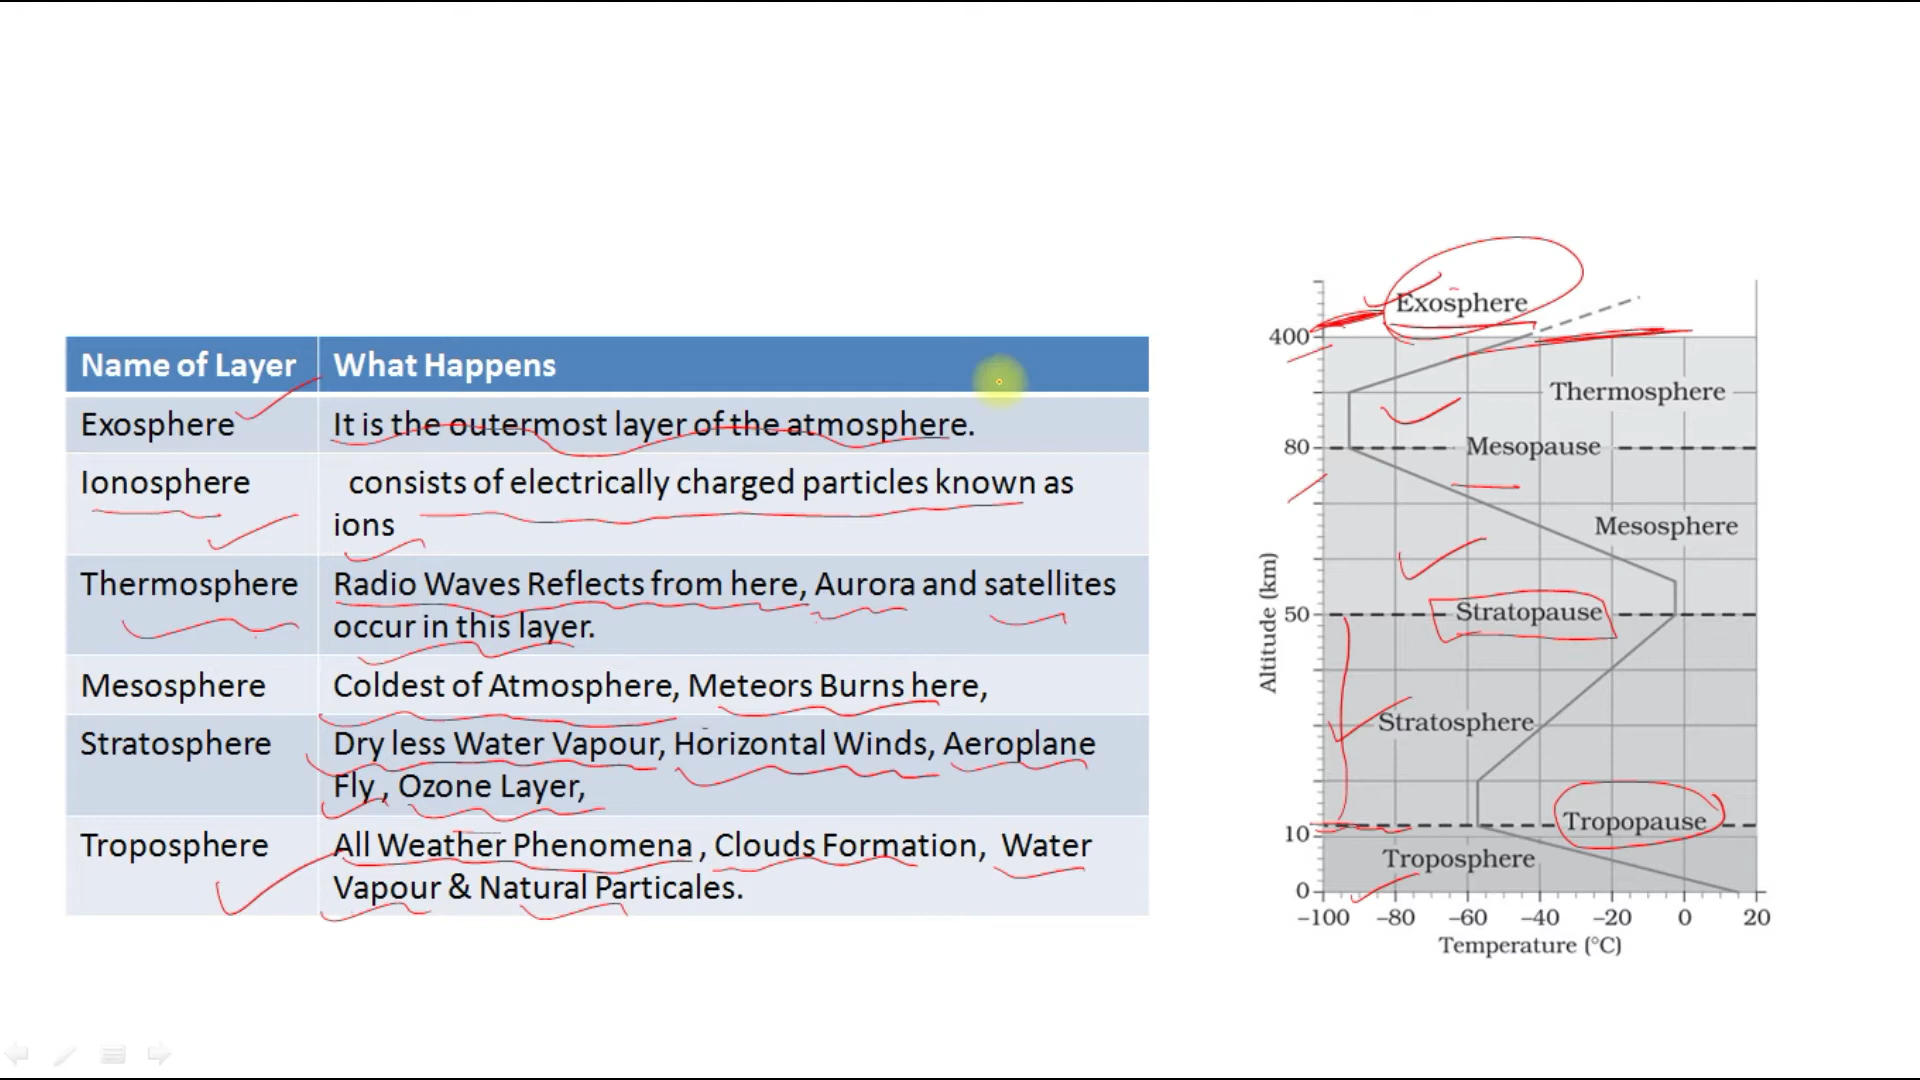 Name of Layer What Happens
Exosphere It is the outermost layer of the atmosphere.
Ionosphere consists of electrically charged particles known as
ions
Thermosphere Radio Waves Reflects from here, Aurora and satellites
occur in this layer.
Mesosphere Coldest of Atmosphere, Meteors Burns here,
Stratosphere Dry less Water Vapour, Horizontal Winds, Aeroplane
Fly , Ozone Layer,
Troposphere All Weather Phenomena , Clouds Formation, Water
Vapour & Natural Particales.
Exosphere
400
Thermosphere
80 Mesopause
Mesosphere
Altitude (km)
50 Stratopause
Stratosphere
Tropopause
10
Troposphere
0
–100 –80 –60 –40 –20 0 20
Temperature (°C)